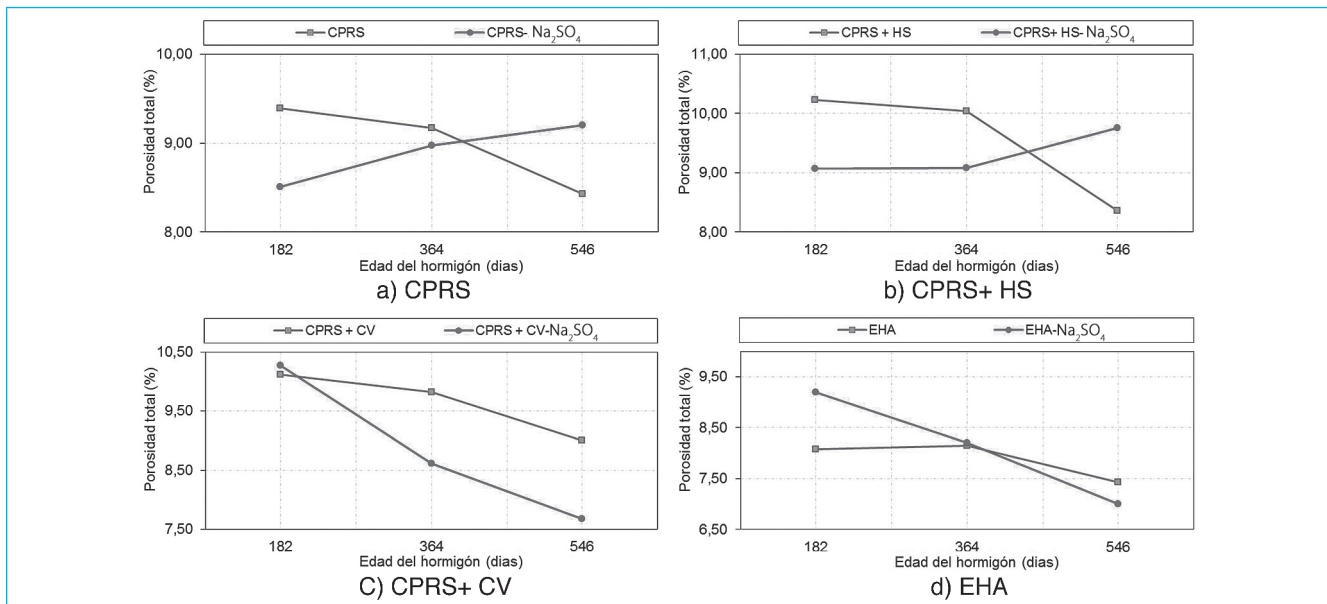 CPRS CPRS- Na₂SO₄
10,00
9,00
8,00
Porosidad total (%)
182 364 546
Edad del hormigón (dias)
a) CPRS
CPRS + HS CPRS+ HS-Na₂SO₄
11,00
10,00
9,00
8,00
Porosidad total (%)
182 364 546
Edad del hormigón (dias)
b) CPRS+ HS
CPRS + CV CPRS + CV-Na₂SO₄
10,50
9,50
8,50
7,50
Porosidad total (%)
182 364 546
Edad del hormigón (dias)
C) CPRS+ CV
EHA EHA-Na₂SO₄
9,50
8,50
7,50
6,50
Porosidad total (%)
182 364 546
Edad del hormigón (dias)
d) EHA